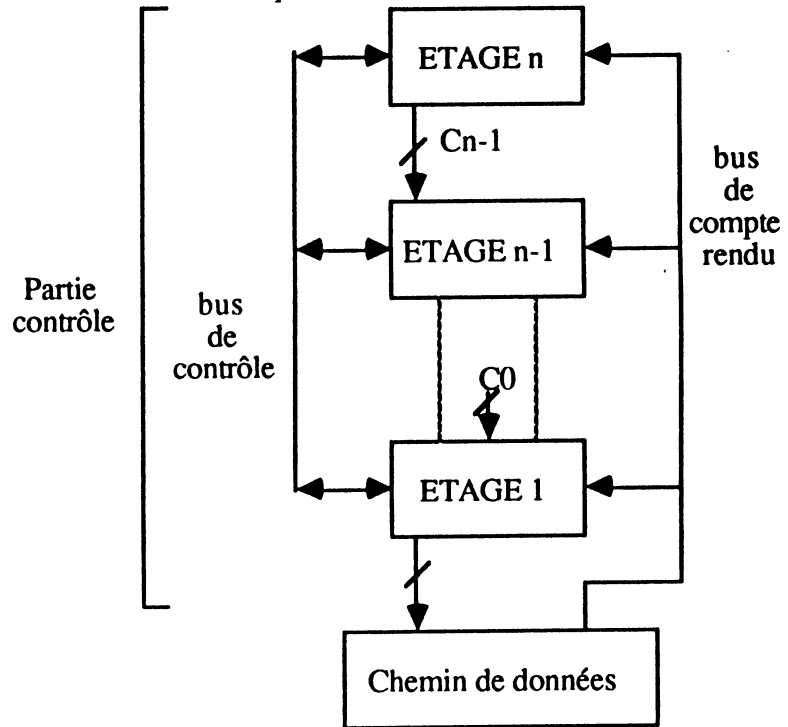 ETAGE n
Cn-1
bus
de
compte
rendu
ETAGE n-1
Partie
contrôle
bus
de
contrôle
C0
ETAGE 1
Chemin de données